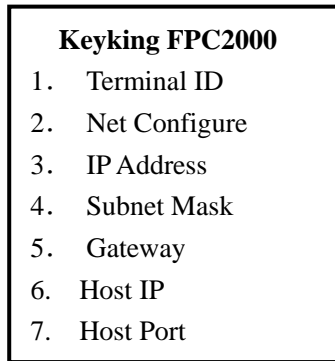 Keyking FPC2000
1. Terminal ID
2. Net Configure
3. IP Address
4. Subnet Mask
5. Gateway
6. Host IP
7. Host Port